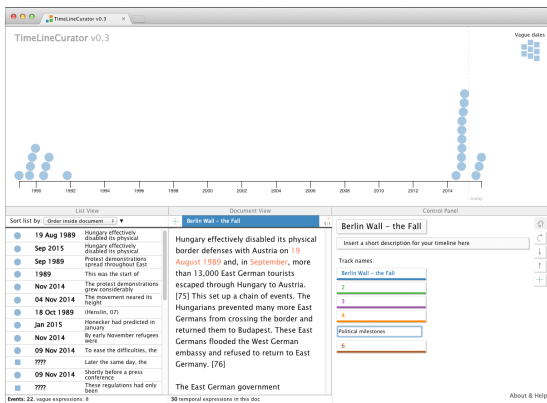 TimeLineCurator v0.3
TimeLineCurator v0.3
Vague dates
1990 1992 1994 1996 1998 2000 2002 2004 2006 2008 2010 2012 2014
today
List View
Document View
Control Panel
Sort list by: Order inside document
Berlin Wall – the Fall
19 Aug 1989 Hungary effectively disabled its physical
Sep 2015 Hungary effectively disabled its physical
Sep 1989 Protest demonstrations spread throughout East
1989 This was the start of
Nov 2014 The protest demonstrations grew considerably
04 Nov 2014 The movement neared its height
18 Oct 1989 (Henslin, 07)
Jan 2015 Honecker had predicted in January
Nov 2014 By early November refugees were
09 Nov 2014 To ease the difficulties, the
???? Later the same day, the
09 Nov 2014 Shortly before a press conference
???? These regulations had only been
Events: 22, vague expressions: 8
Hungary effectively disabled its physical
border defenses with Austria on 19
August 1989 and, in September, more
than 13,000 East German tourists
escaped through Hungary to Austria.
[75] This set up a chain of events. The
Hungarians prevented many more East
Germans from crossing the border and
returned them to Budapest. These East
Germans flooded the West German
embassy and refused to return to East
Germany. [76]
The East German government
30 temporal expressions in this doc
Berlin Wall – the Fall
Insert a short description for your timeline here
Track names:
Berlin Wall – the Fall
2
3
4
Political milestones
6
About & Help